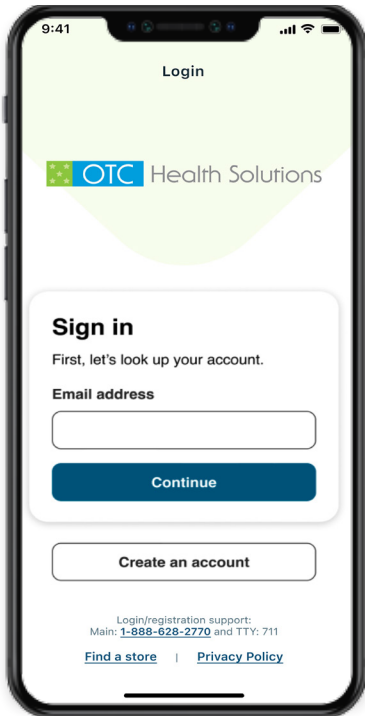 9:41
Login
OTC Health Solutions
Sign in
First, let's look up your account.
Email address
Continue
Create an account
Login/registration support:
Main: 1-888-628-2770 and TTY: 711
Find a store | Privacy Policy